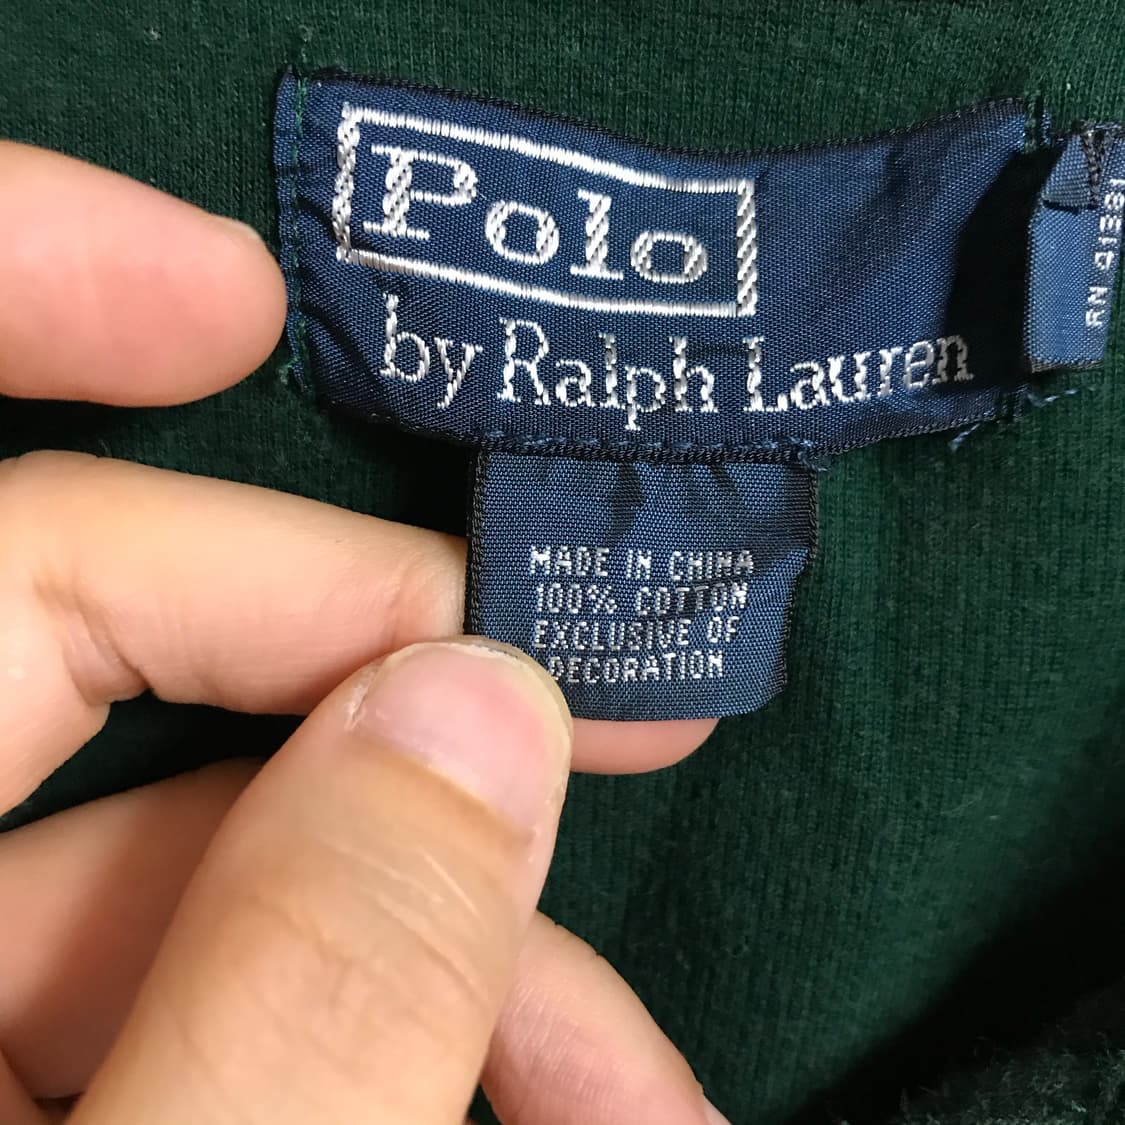 Polo
by Ralph Lauren
RN 41381
MADE IN CHINA
100% COTTON
EXCLUSIVE OF
DECORATION